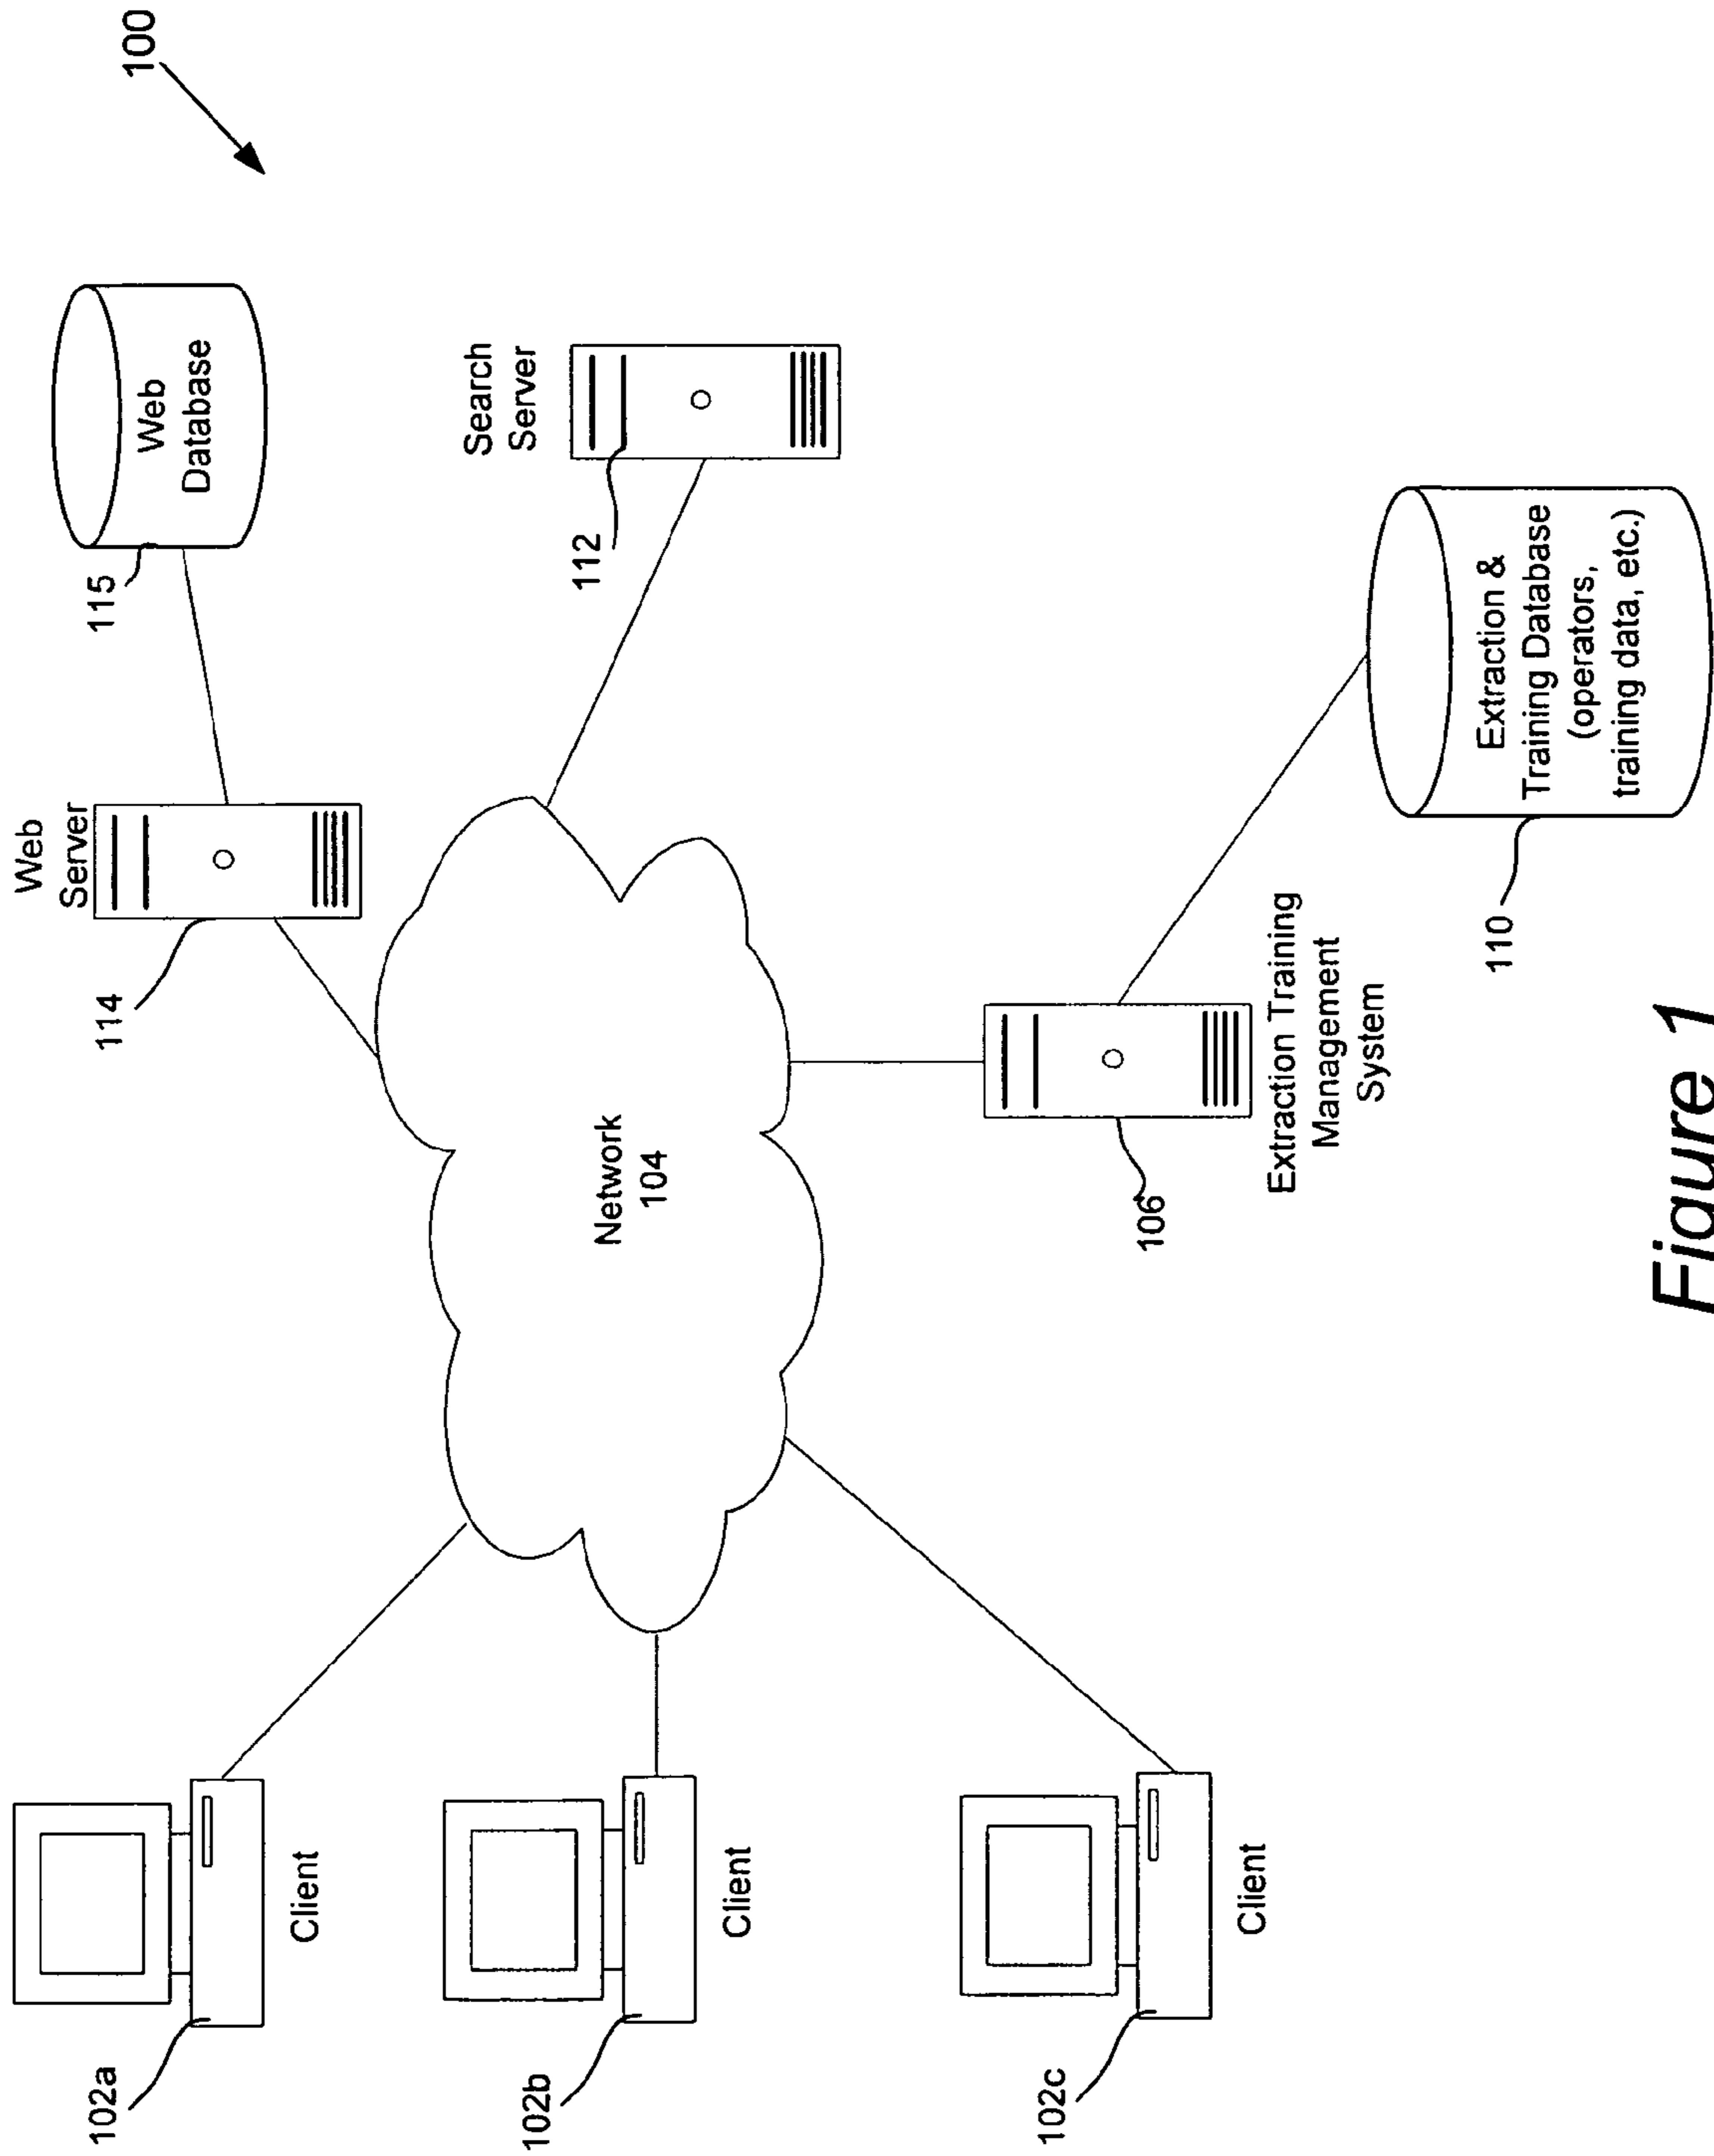 100
Web
Server
114
115
Web
Database
Search
Server
112
102a
Client
102b
Client
102c
Client
Network
104
106
Extraction Training
Management
System
110
Extraction &
Training Database
(operators,
training data, etc.)
Figure 1